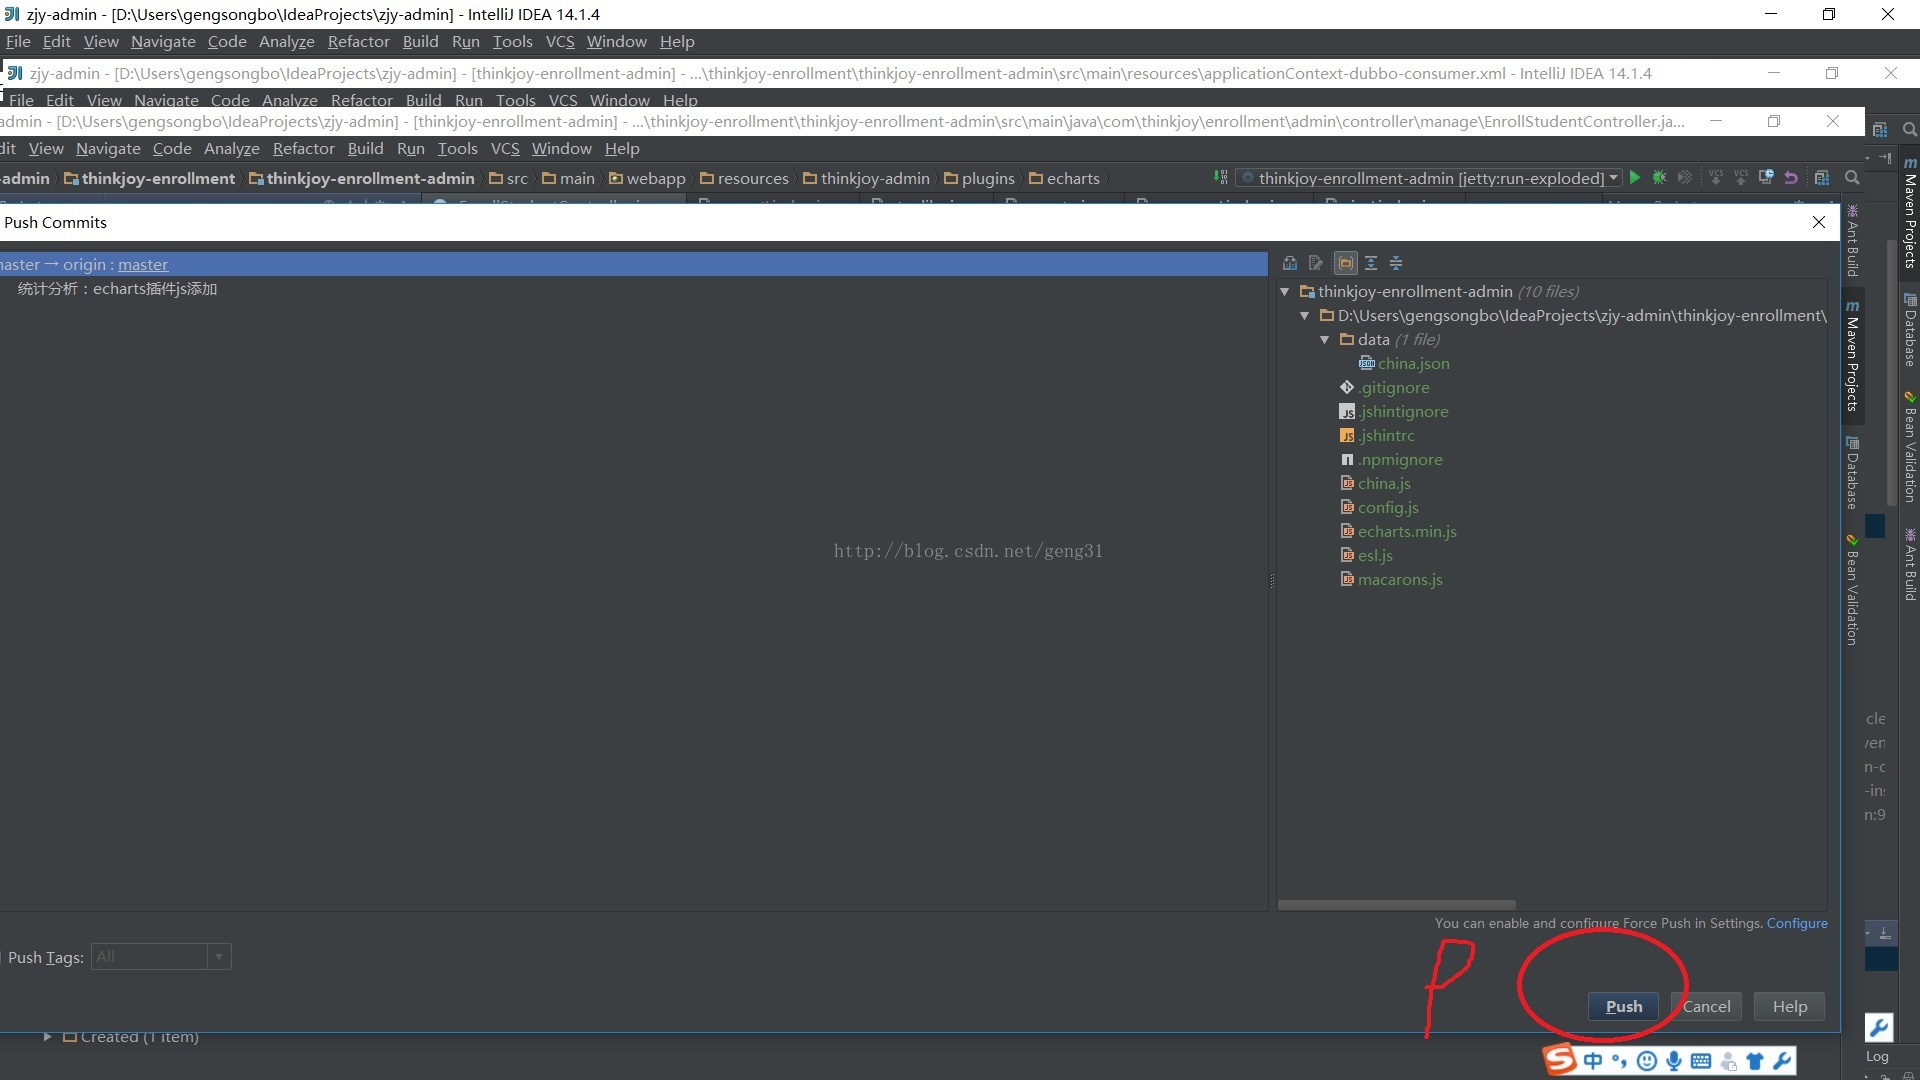 zjy-admin - [D:\Users\gengsongbo\IdeaProjects\zjy-admin] - IntelliJ IDEA 14.1.4
File Edit View Navigate Code Analyze Refactor Build Run Tools VCS Window Help
zjy-admin - [D:\Users\gengsongbo\IdeaProjects\zjy-admin] - [thinkjoy-enrollment-admin] - ...\thinkjoy-enrollment\thinkjoy-enrollment-admin\src\main\resources\applicationContext-dubbo-consumer.xml - IntelliJ IDEA 14.1.4
File Edit View Navigate Code Analyze Refactor Build Run Tools VCS Window Help
admin - [D:\Users\gengsongbo\IdeaProjects\zjy-admin] - [thinkjoy-enrollment-admin] - ...\thinkjoy-enrollment\thinkjoy-enrollment-admin\src\main\java\com\thinkjoy\enrollment\admin\controller\manage\EnrollStudentController.ja...
dit View Navigate Code Analyze Refactor Build Run Tools VCS Window Help
-admin thinkjoy-enrollment thinkjoy-enrollment-admin src main webapp resources thinkjoy-admin plugins echarts thinkjoy-enrollment-admin [jetty:run-exploded]
Push Commits
master → origin : master
统计分析：echarts插件js添加
thinkjoy-enrollment-admin (10 files)
D:\Users\gengsongbo\IdeaProjects\zjy-admin\thinkjoy-enrollment\
data (1 file)
china.json
.gitignore
.jshintignore
.jshintrc
.npmignore
china.js
config.js
echarts.min.js
esl.js
macarons.js
http://blog.csdn.net/geng31
You can enable and configure Force Push in Settings. Configure
Push Tags: All
P
Push Cancel Help
Created (1 item)
Ant Build
Maven Projects
Database
Bean Validation
Maven Projects
Database
Bean Validation
Ant Build
cle
ven
n-c
-in
n:9
Log
中